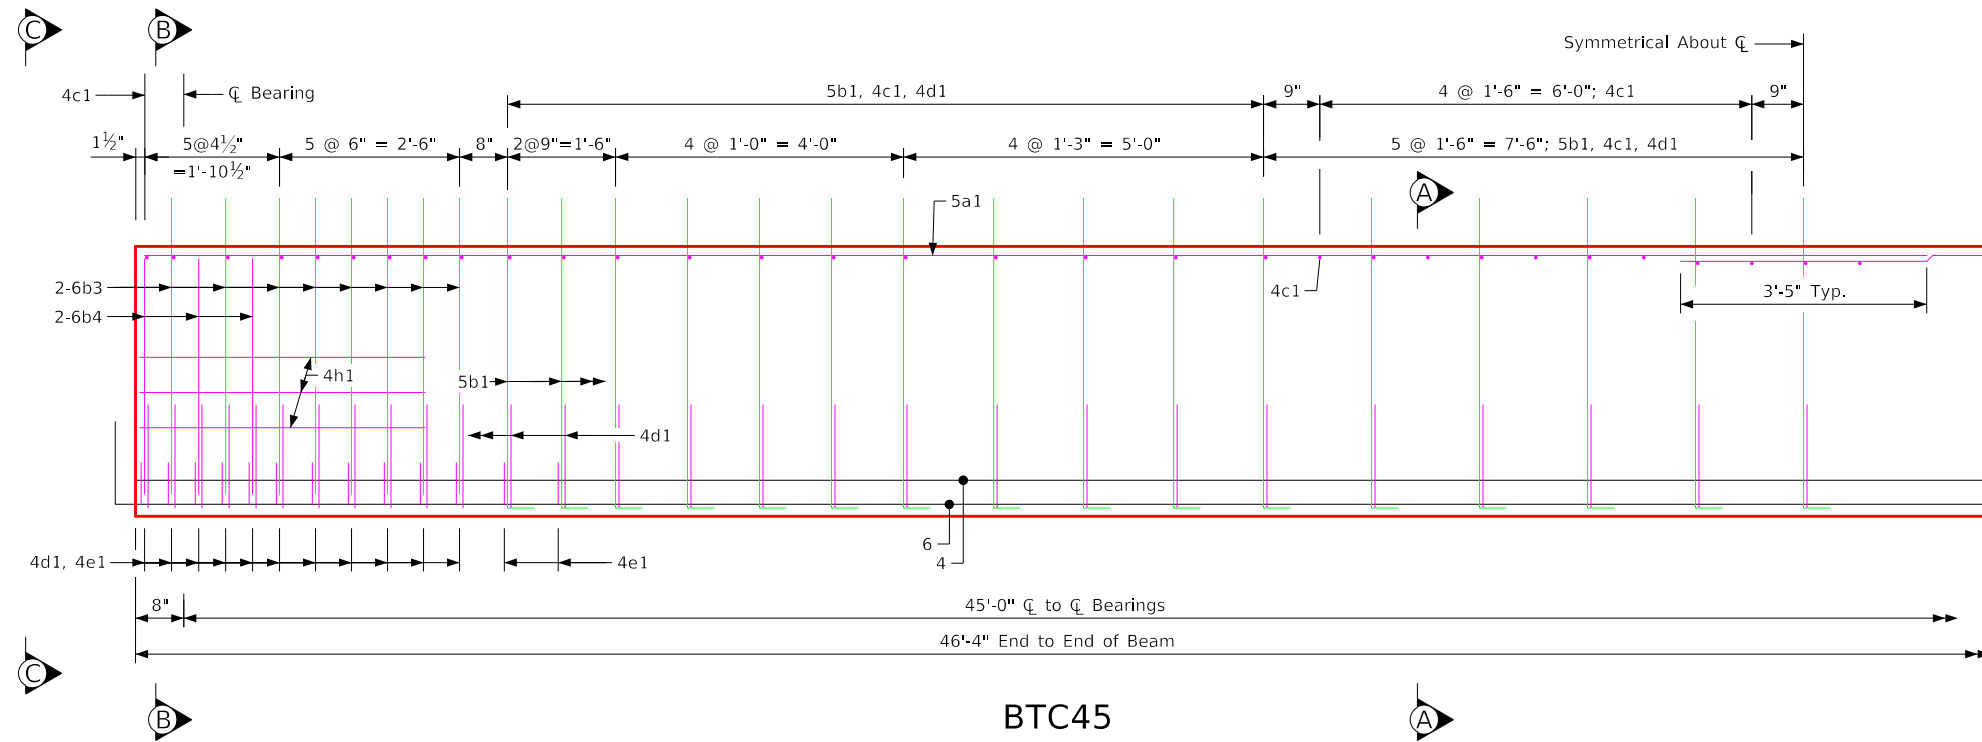 C
B
Symmetrical About ℄
4c1
℄ Bearing
5b1, 4c1, 4d1
9"
4 @ 1'-6" = 6'-0"; 4c1
9"
1½"
5@4½"
=1'-10½"
5 @ 6" = 2'-6"
8"
2@9"=1'-6"
4 @ 1'-0" = 4'-0"
4 @ 1'-3" = 5'-0"
5 @ 1'-6" = 7'-6"; 5b1, 4c1, 4d1
A
5a1
2-6b3
4c1
3'-5" Typ.
2-6b4
4h1
5b1
4d1
6
4
4d1, 4e1
4e1
8"
45'-0" ℄ to ℄ Bearings
46'-4" End to End of Beam
C
B
BTC45
A